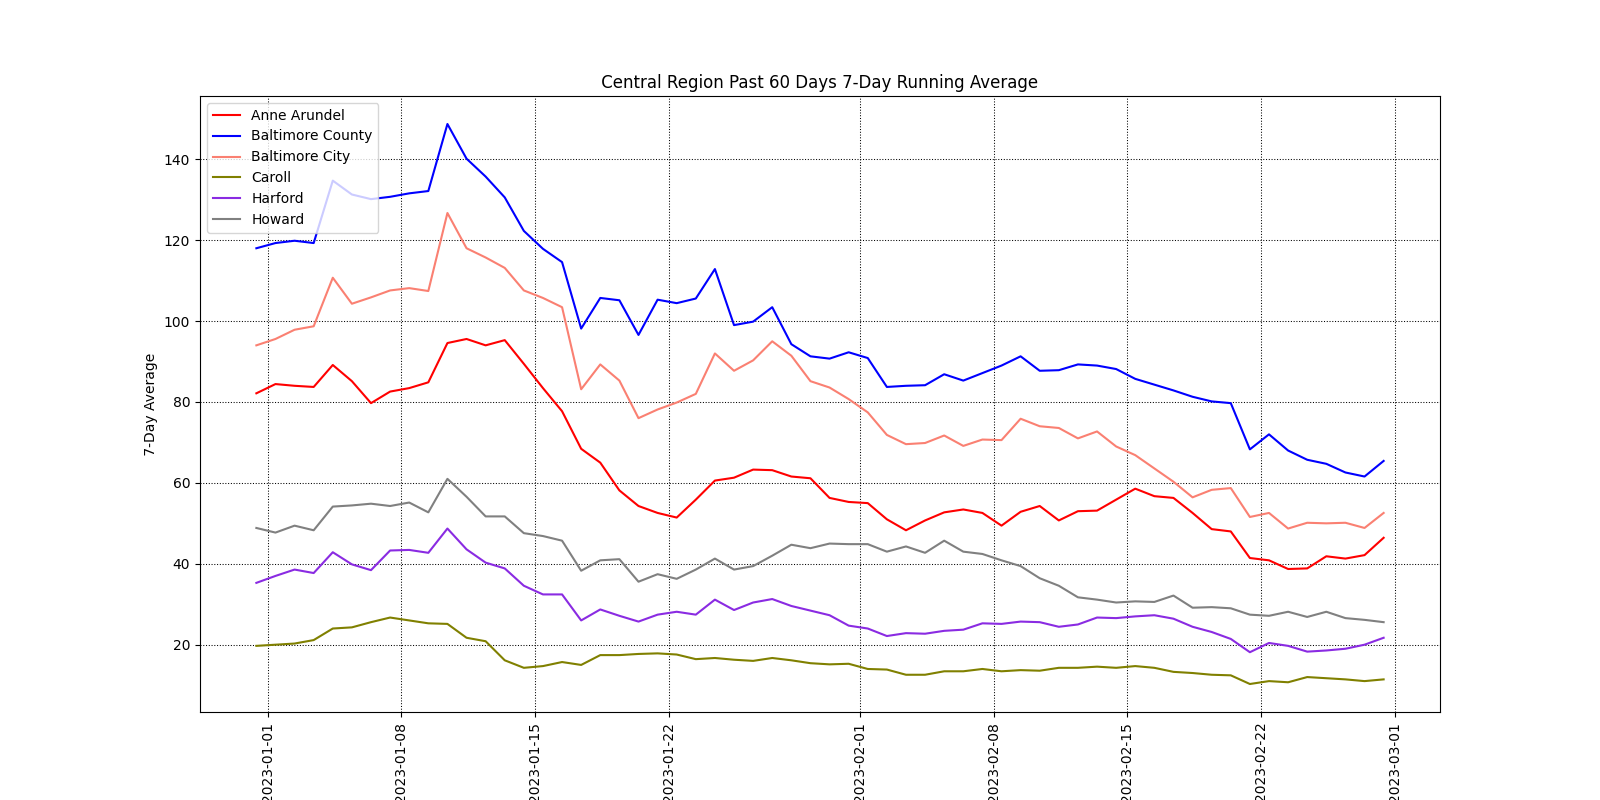 Central Region Past 60 Days 7-Day Running Average
Anne Arundel
Baltimore County
Baltimore City
Caroll
Harford
Howard
7-Day Average
140
120
100
80
60
40
20
2023-01-01
2023-01-08
2023-01-15
2023-01-22
2023-02-01
2023-02-08
2023-02-15
2023-02-22
2023-03-01